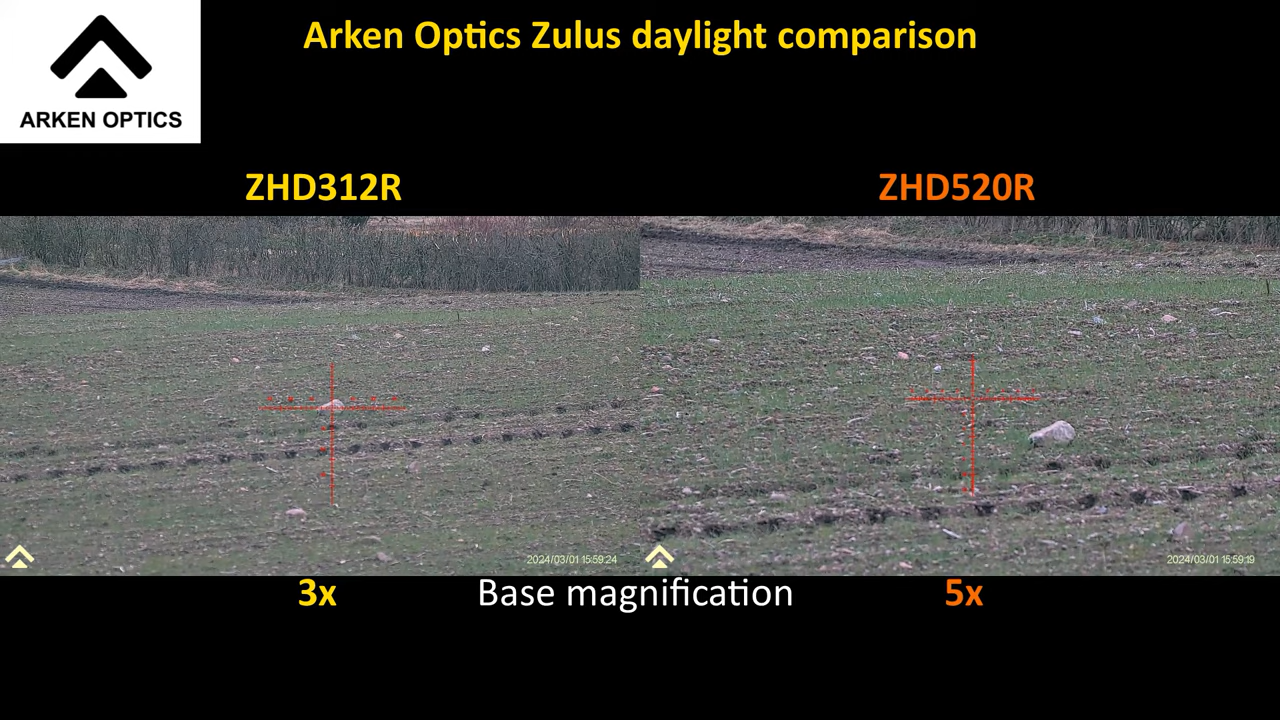 Arken Optics Zulus daylight comparison
ARKEN OPTICS
ZHD312R
ZHD520R
2024/03/01 15:59:24
2024/03/01 15:59:19
3x
Base magnification
5x